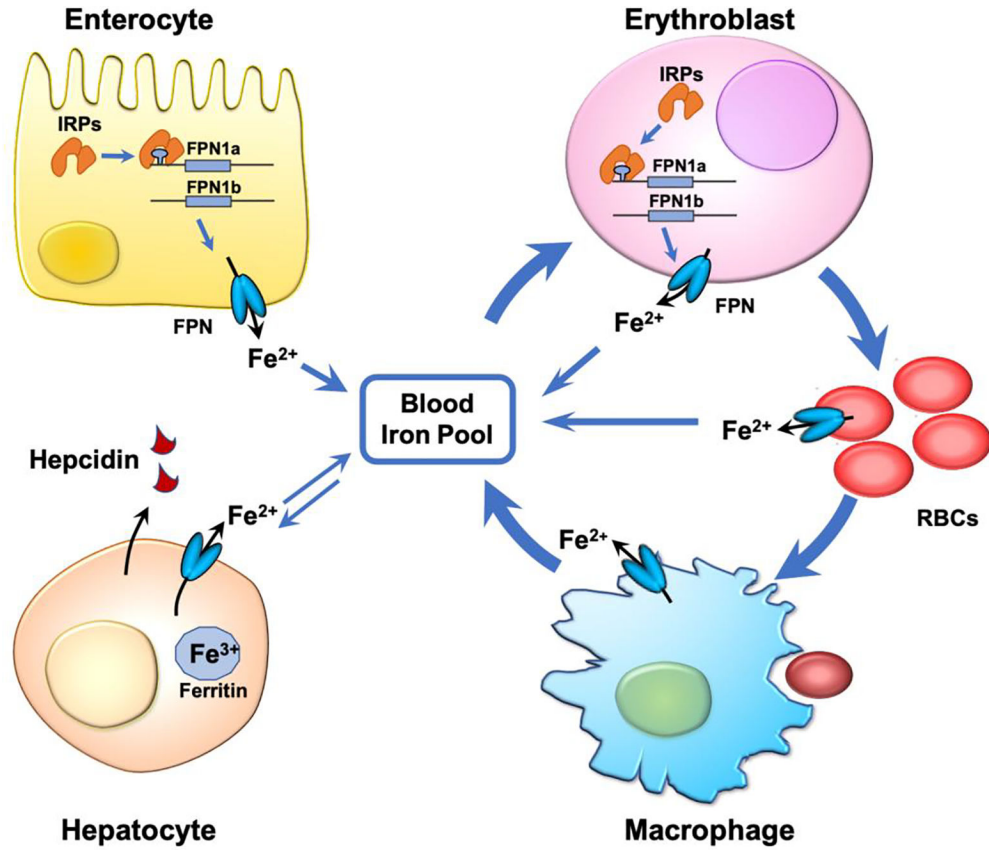 Enterocyte
IRPs
FPN1a
FPN1b
FPN
Fe²⁺
Erythroblast
IRPs
FPN1a
FPN1b
FPN
Fe²⁺
Blood
Iron Pool
Fe²⁺
RBCs
Hepcidin
Fe²⁺
Fe³⁺
Ferritin
Hepatocyte
Fe²⁺
Macrophage